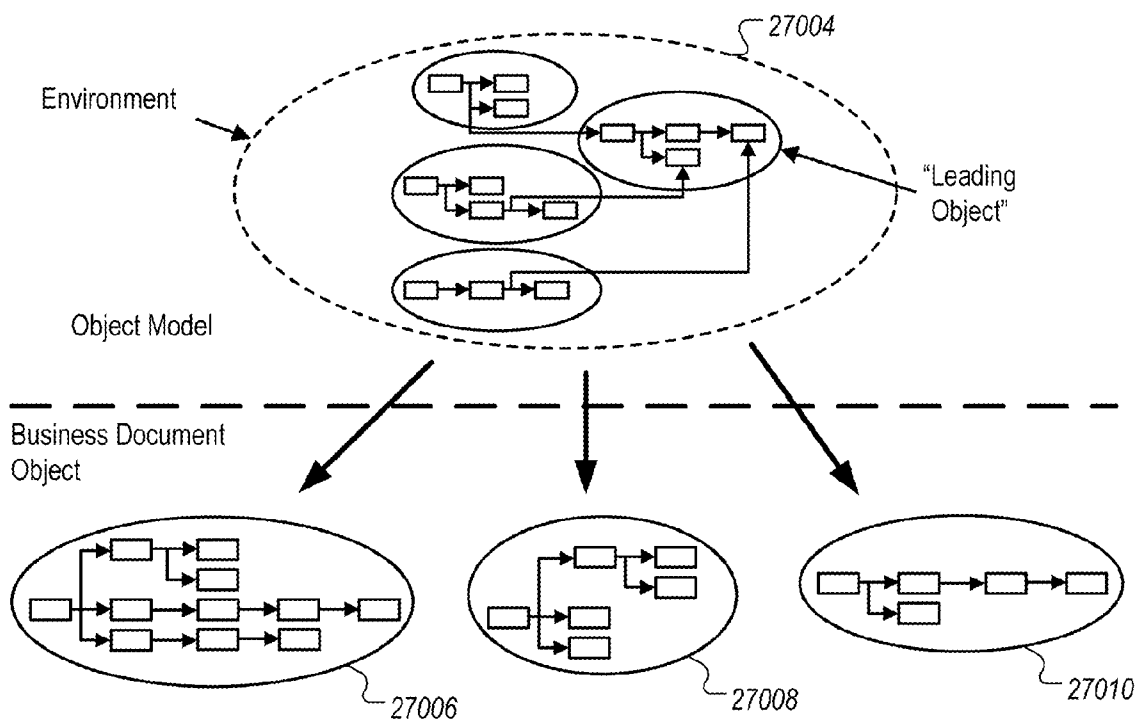 27004
Environment
"Leading
Object"
Object Model
Business Document
Object
27006
27008
27010